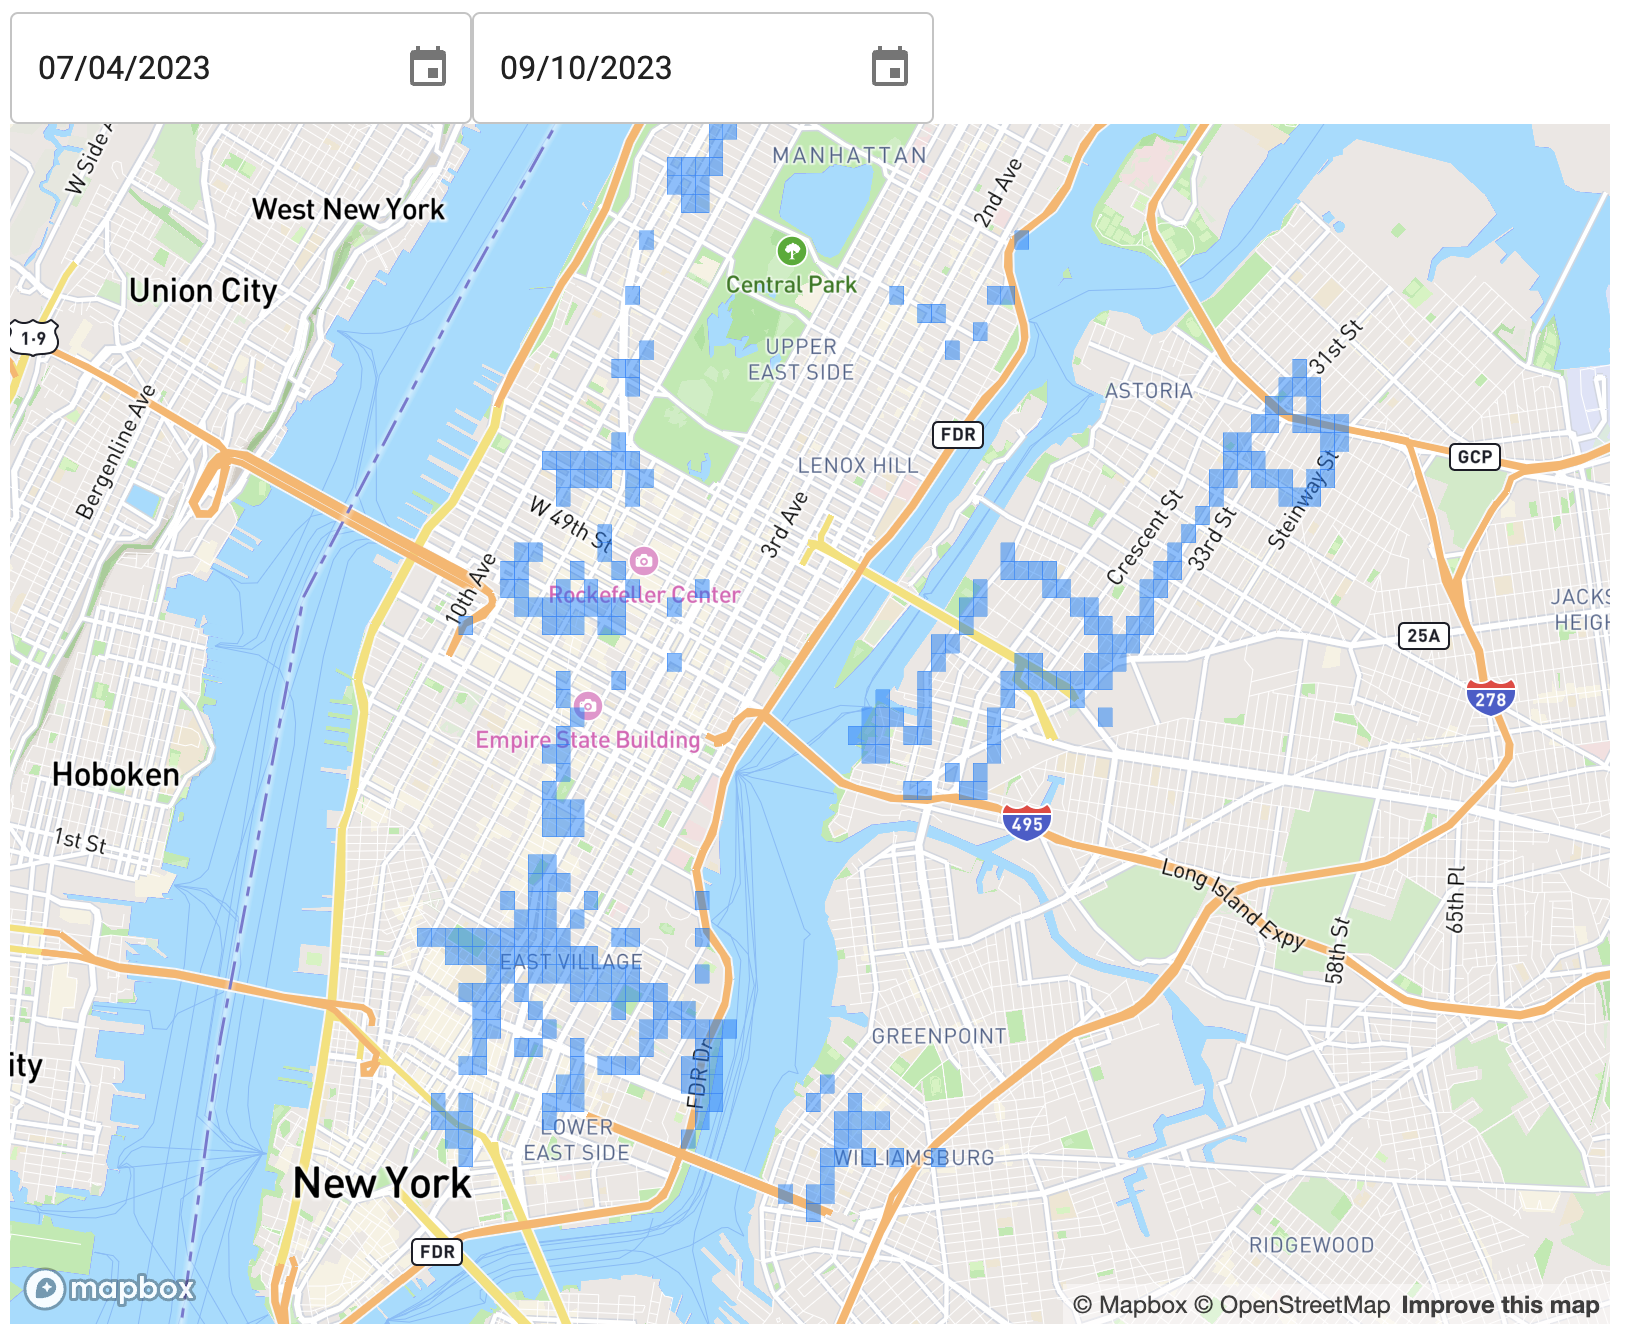 07/04/2023
09/10/2023
W Side A
MANHATTAN
2nd Ave
West New York
Union City
Central Park
1·9
31st St
UPPER
EAST SIDE
ASTORIA
Bergenline Ave
FDR
GCP
LENOX HILL
W 49th St
3rd Ave
Crescent St
33rd St
Steinway St
10th Ave
Rockefeller Center
JACKS
HEIGH
25A
278
Empire State Building
Hoboken
495
1st St
Long Island Expy
65th Pl
58th St
EAST VILLAGE
GREENPOINT
ity
FDR Dr
LOWER
EAST SIDE
WILLIAMSBURG
New York
FDR
RIDGEWOOD
mapbox
© Mapbox © OpenStreetMap Improve this map